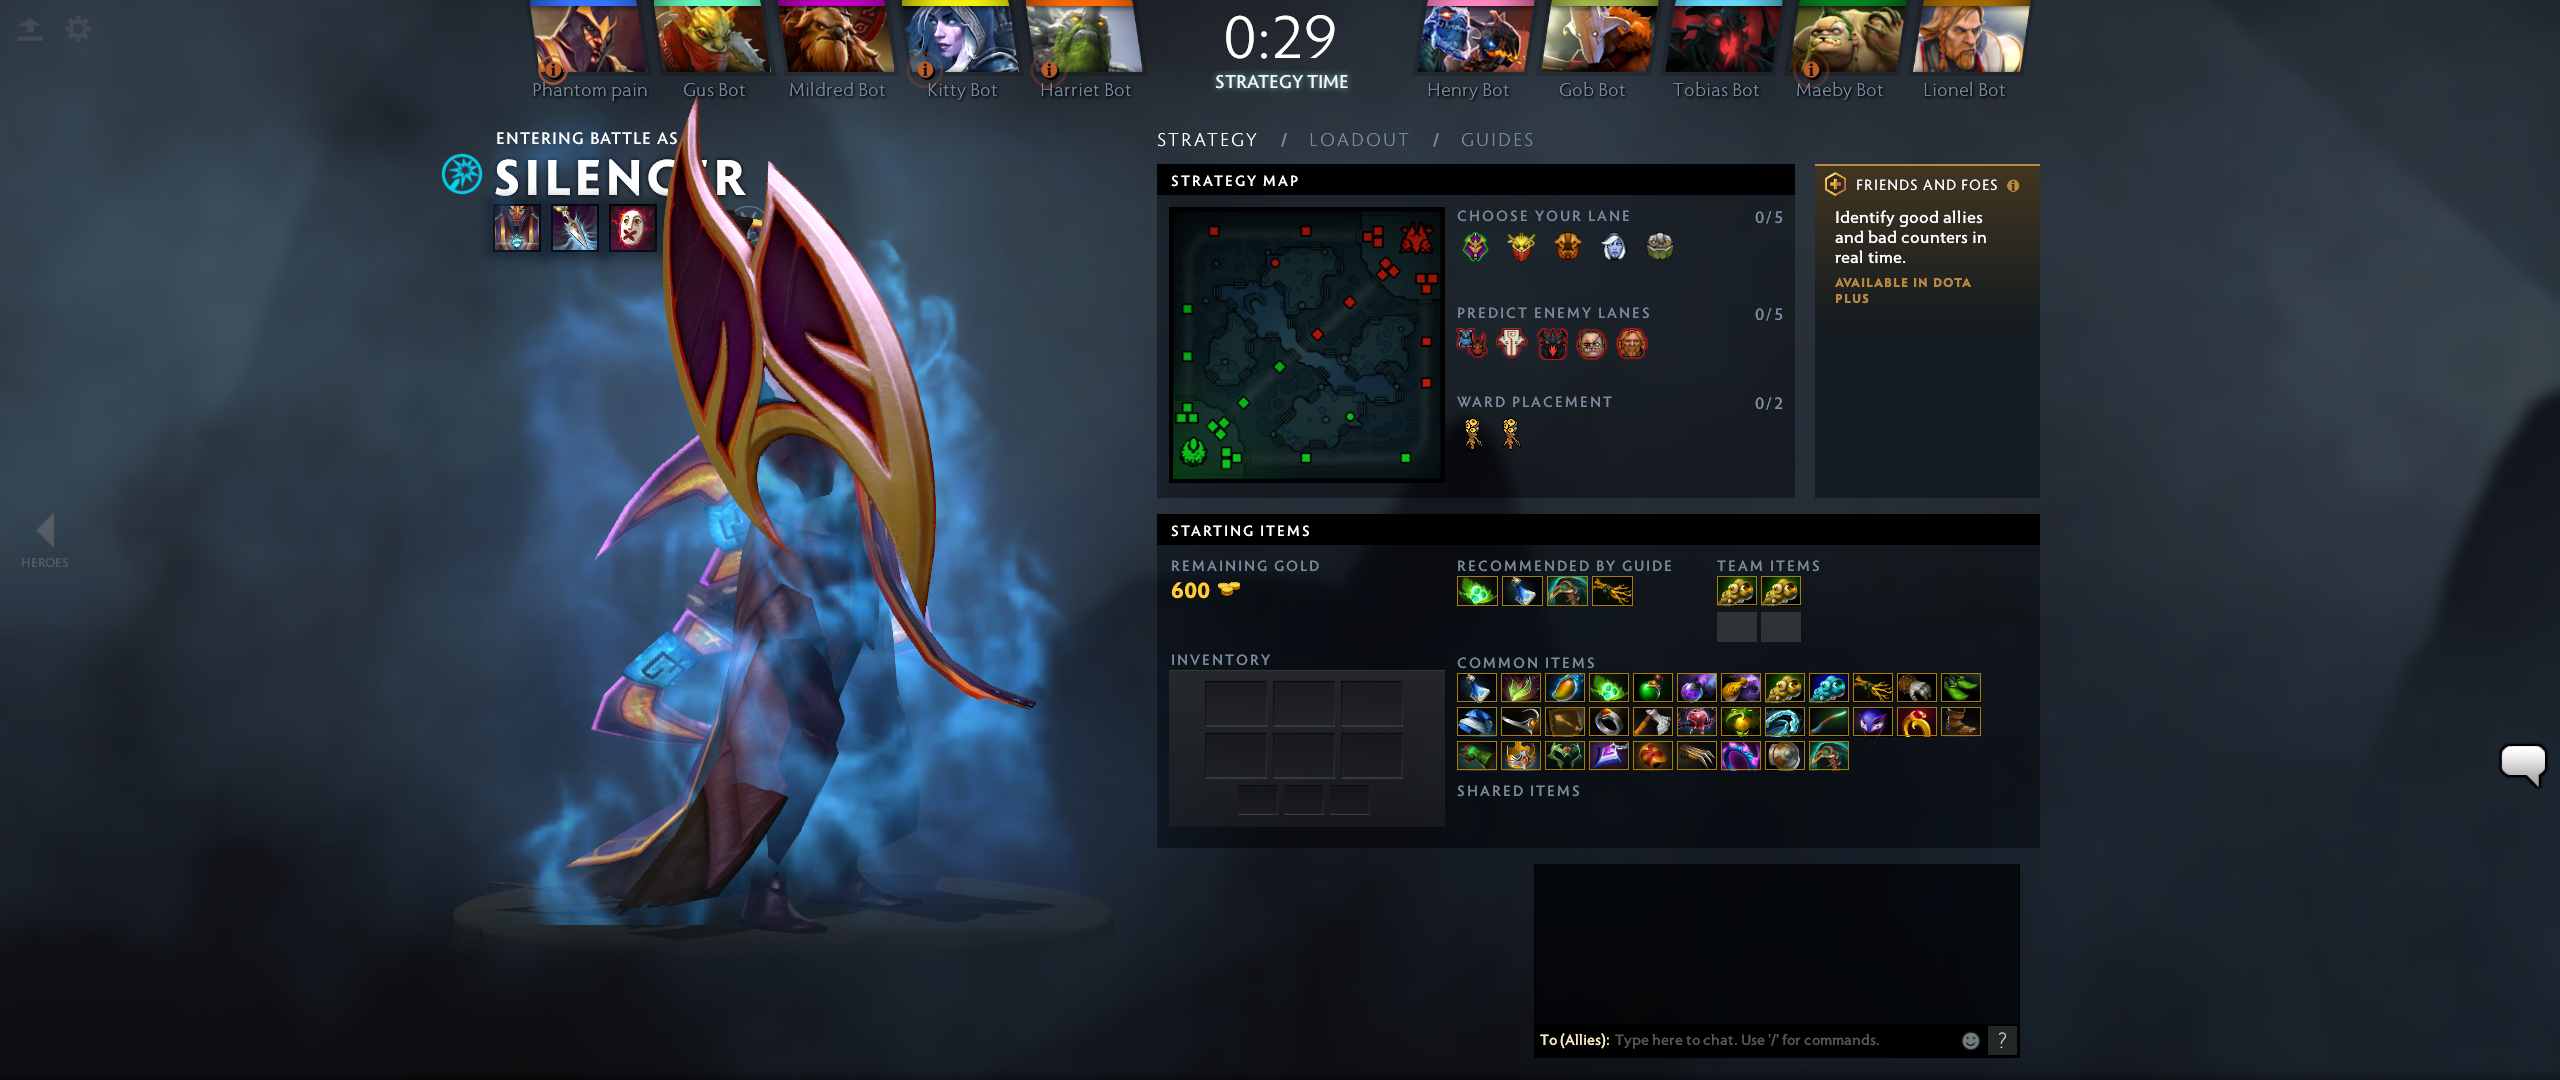 0:29
STRATEGY TIME
Phantom pain
Gus Bot
Mildred Bot
Kitty Bot
Harriet Bot
Henry Bot
Gob Bot
Tobias Bot
Maeby Bot
Lionel Bot
ENTERING BATTLE AS
SILENCER
HEROES
STRATEGY / LOADOUT / GUIDES
STRATEGY MAP
CHOOSE YOUR LANE 0/5
PREDICT ENEMY LANES 0/5
WARD PLACEMENT 0/2
FRIENDS AND FOES
Identify good allies
and bad counters in
real time.
AVAILABLE IN DOTA
PLUS
STARTING ITEMS
REMAINING GOLD
600
RECOMMENDED BY GUIDE
TEAM ITEMS
INVENTORY
COMMON ITEMS
SHARED ITEMS
To (Allies): Type here to chat. Use '/' for commands.
?